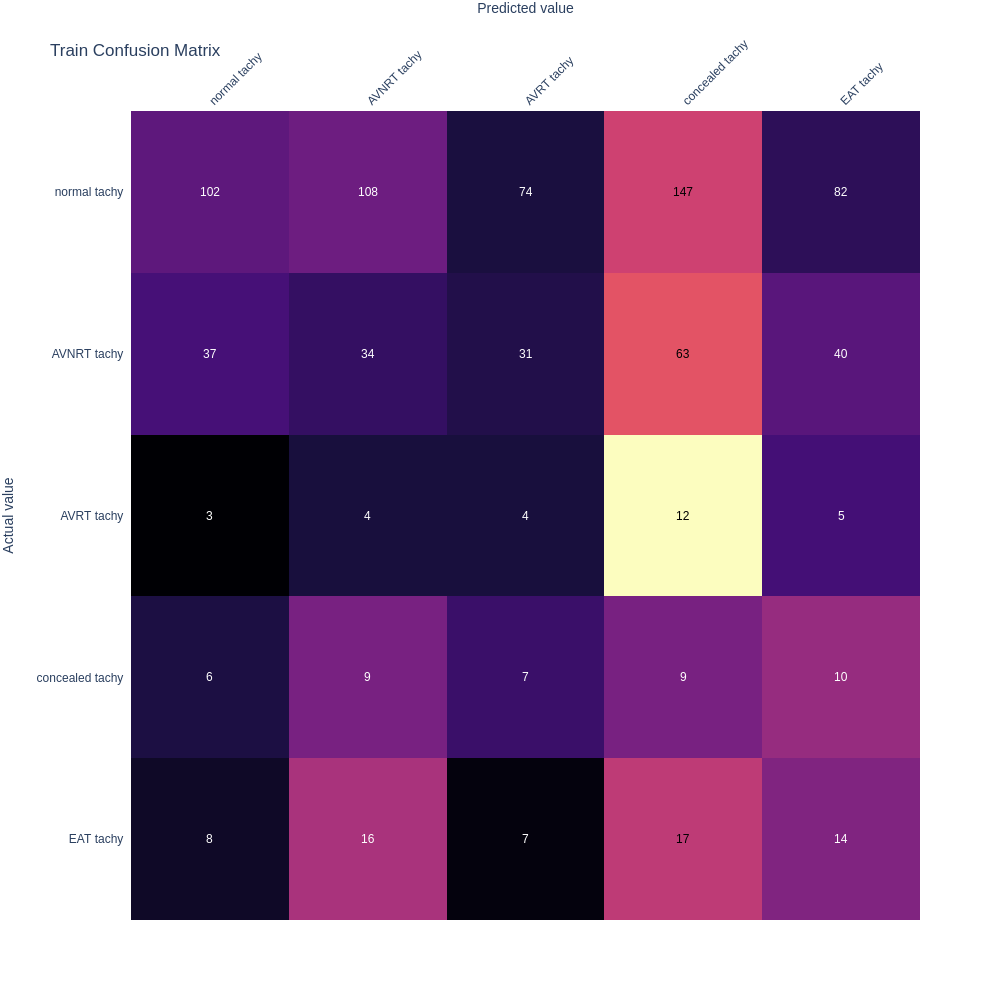 Predicted value
Train Confusion Matrix
normal tachy AVNRT tachy AVRT tachy concealed tachy EAT tachy
normal tachy 102 108 74 147 82
AVNRT tachy 37 34 31 63 40
Actual value
AVRT tachy 3 4 4 12 5
concealed tachy 6 9 7 9 10
EAT tachy 8 16 7 17 14